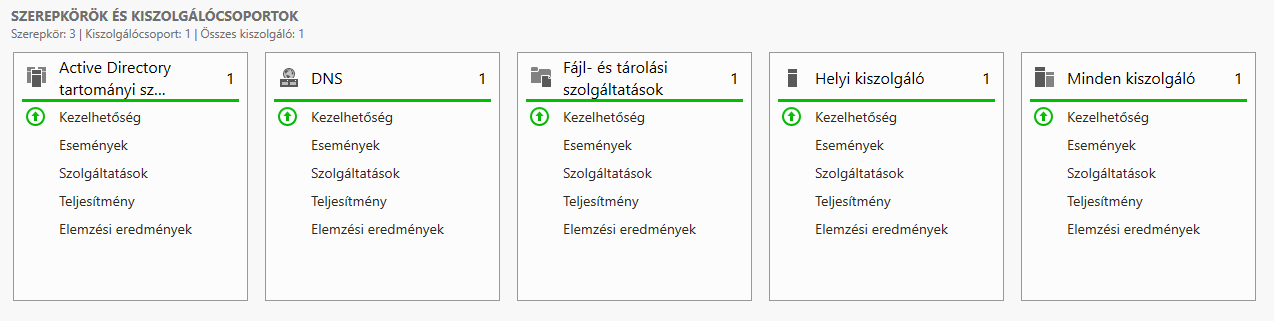 SZEREPKÖRÖK ÉS KISZOLGÁLÓCSOPORTOK
Szerepkör: 3 | Kiszolgálócsoport: 1 | Összes kiszolgáló: 1
Active Directory
tartományi sz... 1
Kezelhetőség
Események
Szolgáltatások
Teljesítmény
Elemzési eredmények
DNS 1
Kezelhetőség
Események
Szolgáltatások
Teljesítmény
Elemzési eredmények
Fájl- és tárolási
szolgáltatások 1
Kezelhetőség
Események
Szolgáltatások
Teljesítmény
Elemzési eredmények
Helyi kiszolgáló 1
Kezelhetőség
Események
Szolgáltatások
Teljesítmény
Elemzési eredmények
Minden kiszolgáló 1
Kezelhetőség
Események
Szolgáltatások
Teljesítmény
Elemzési eredmények